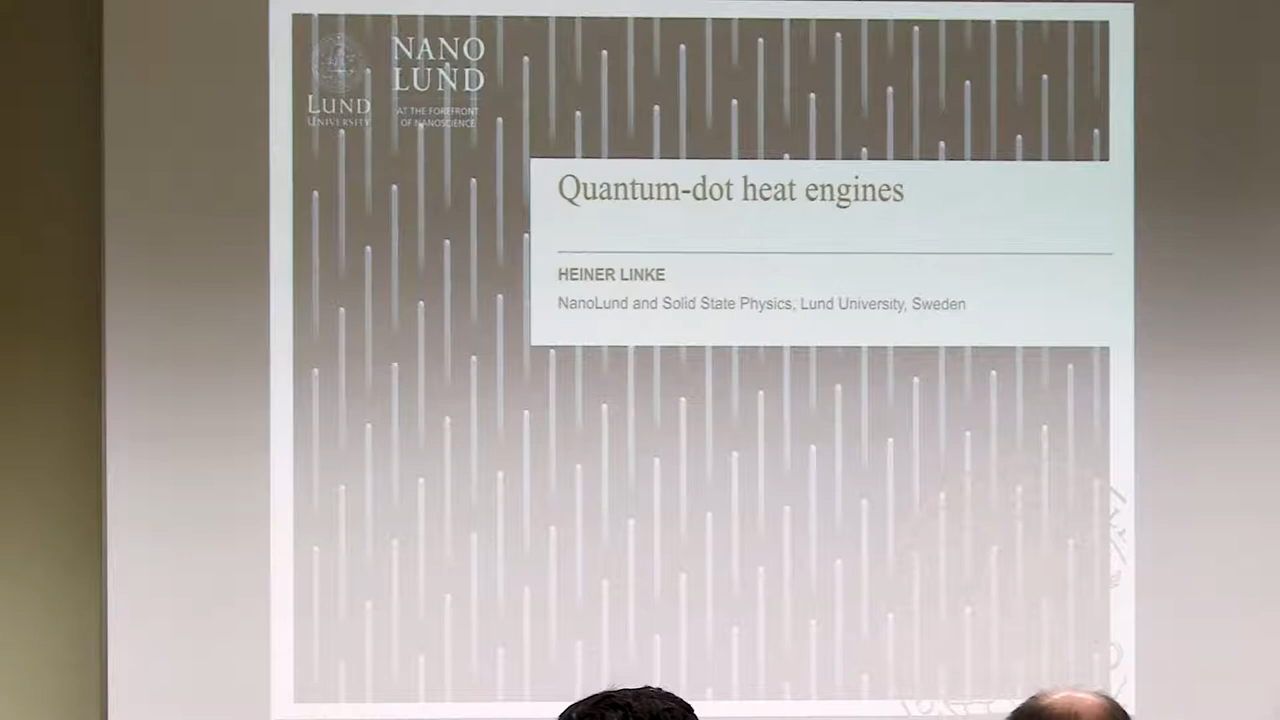 LUND
UNIVERSITY
NANO
LUND
AT THE FOREFRONT
OF NANOSCIENCE
Quantum-dot heat engines
HEINER LINKE
NanoLund and Solid State Physics, Lund University, Sweden